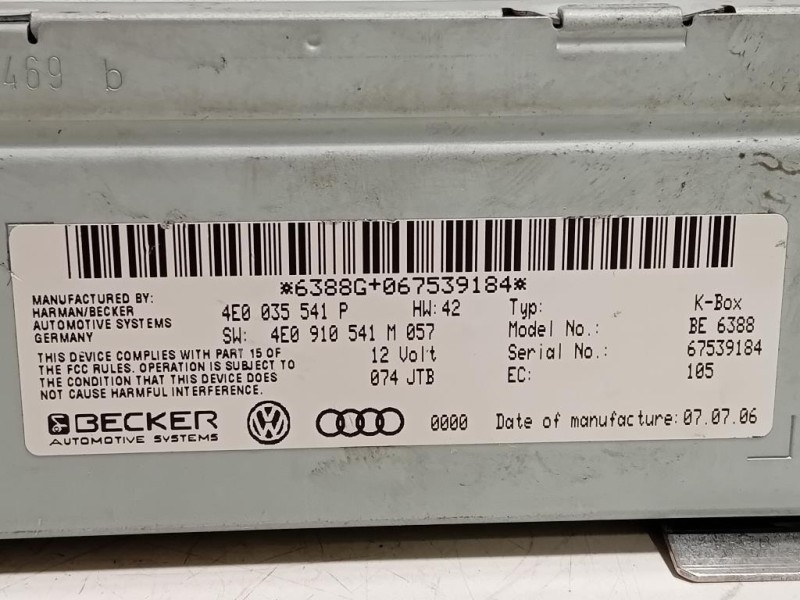 469 b
*6388G+067539184*
MANUFACTURED BY:
HARMAN/BECKER
AUTOMOTIVE SYSTEMS
GERMANY
4E0 035 541 P HW: 42
SW: 4E0 910 541 M 057
THIS DEVICE COMPLIES WITH PART 15 OF
THE FCC RULES. OPERATION IS SUBJECT TO
THE CONDITION THAT THIS DEVICE DOES
NOT CAUSE HARMFUL INTERFERENCE.
12 Volt
074 JTB
Typ: K-Box
Model No.: BE 6388
Serial No.: 67539184
EC: 105
BECKER
AUTOMOTIVE SYSTEMS
0000 Date of manufacture: 07.07.06